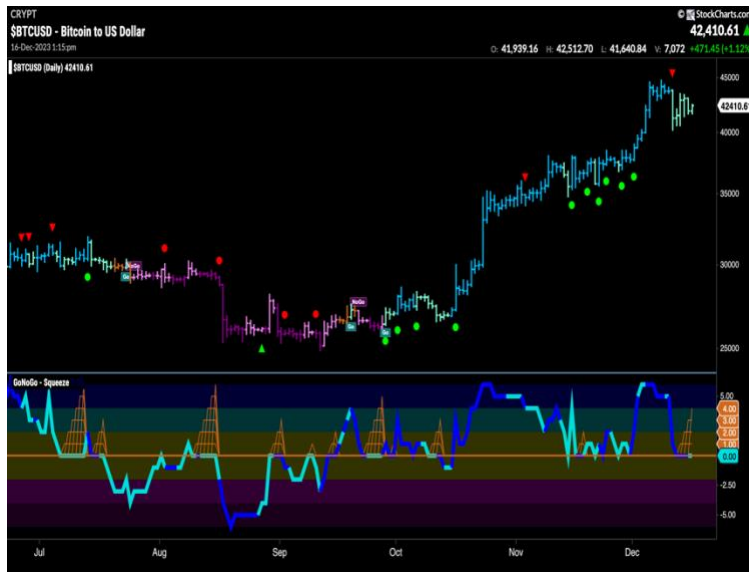 CRYPT
© StockCharts.com
$BTCUSD - Bitcoin to US Dollar
42,410.61
16-Dec-2023 1:15pm
O: 41,939.16 H: 42,512.70 L: 41,640.84 V: 7,072 +471.45 (+1.12%
$BTCUSD (Daily) 42410.61
45000
42410.61
40000
35000
30000
NoGo
Go
NoGo
Go
Go
25000
GoNoGo - Squeeze
5.00
4.00
3.00
2.00
1.00
0.00
-2.50
-5.00
Jul Aug Sep Oct Nov Dec